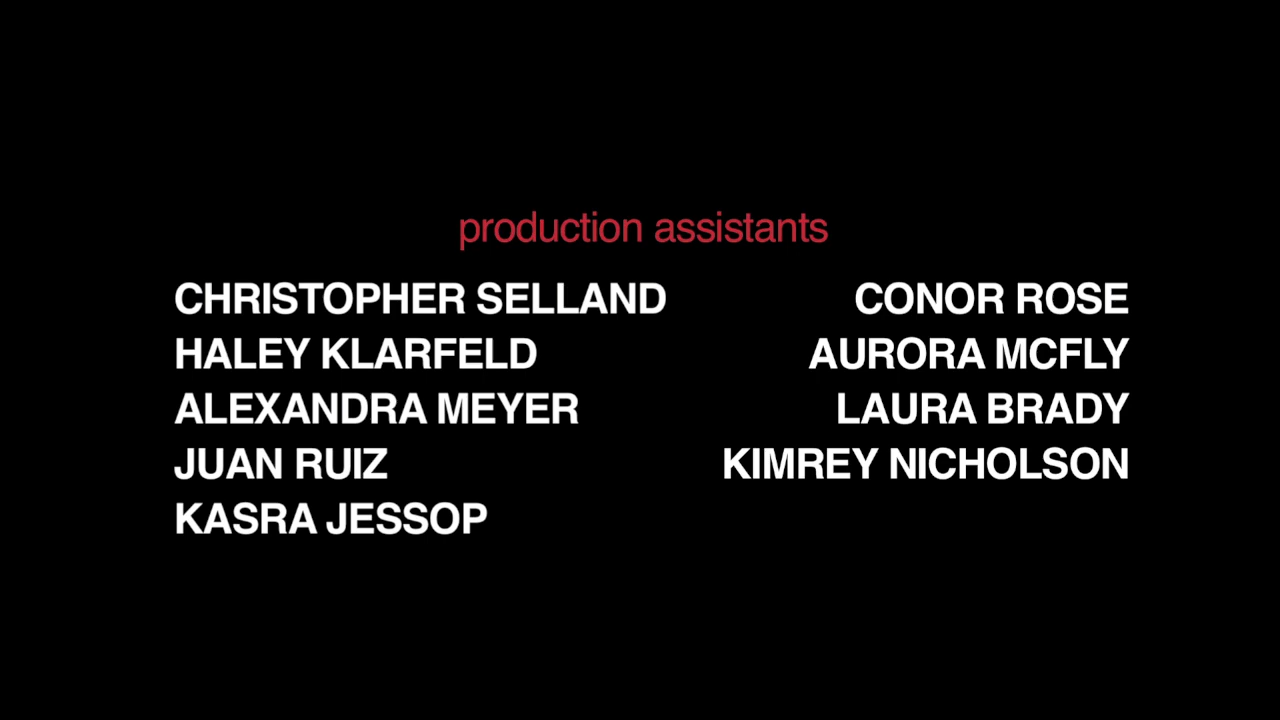 production assistants
CHRISTOPHER SELLAND CONOR ROSE
HALEY KLARFELD AURORA MCFLY
ALEXANDRA MEYER LAURA BRADY
JUAN RUIZ KIMREY NICHOLSON
KASRA JESSOP